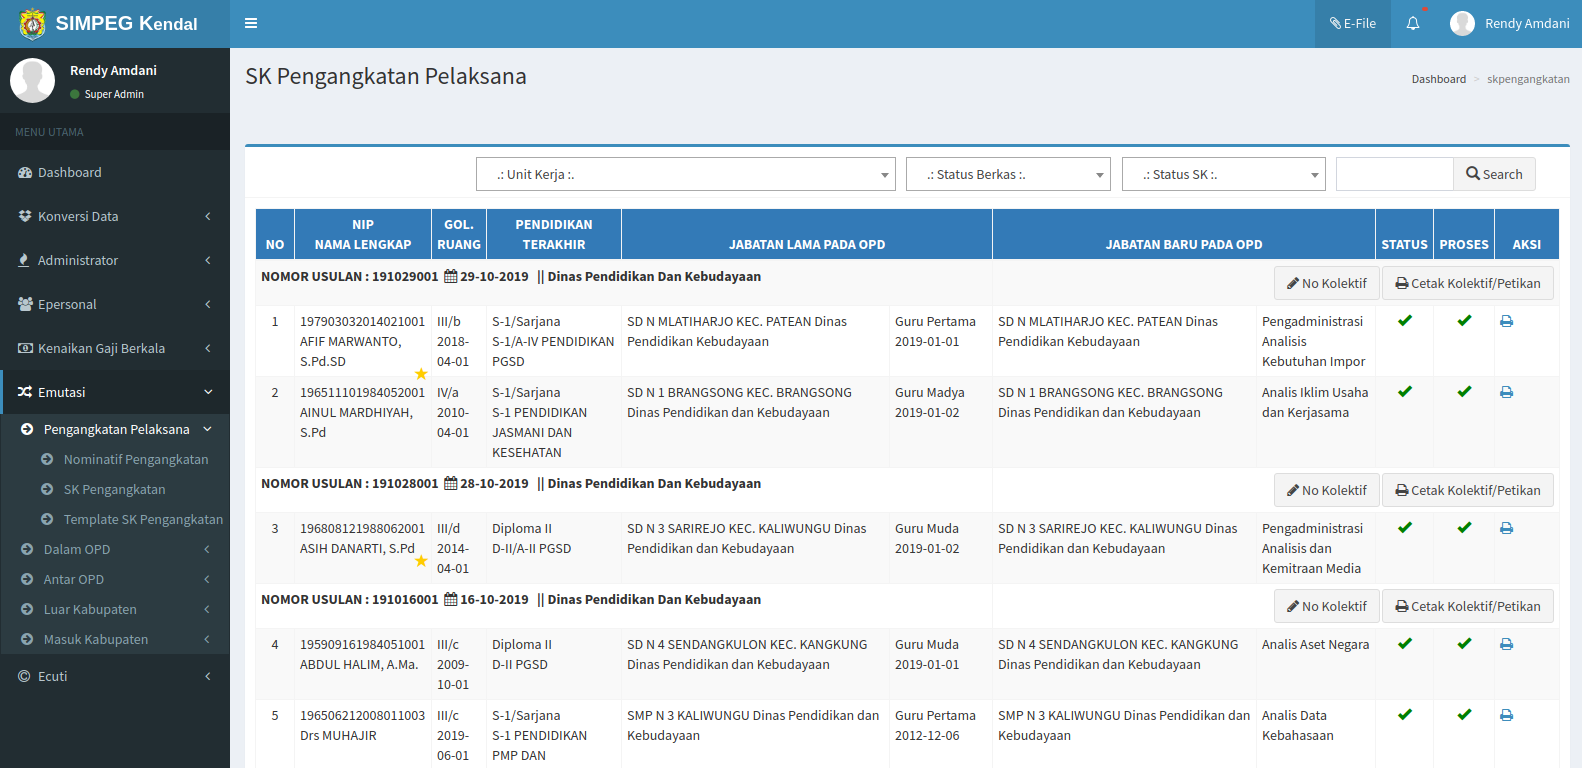 SIMPEG Kendal
E-File
Rendy Amdani
Rendy Amdani
Super Admin
MENU UTAMA
Dashboard
Konversi Data
Administrator
Epersonal
Kenaikan Gaji Berkala
Emutasi
Pengangkatan Pelaksana
Nominatif Pengangkatan
SK Pengangkatan
Template SK Pengangkatan
Dalam OPD
Antar OPD
Luar Kabupaten
Masuk Kabupaten
Ecuti
SK Pengangkatan Pelaksana
Dashboard > skpengangkatan
.: Unit Kerja :. .: Status Berkas :. .: Status SK :. Search
NO NIP NAMA LENGKAP GOL. RUANG PENDIDIKAN TERAKHIR JABATAN LAMA PADA OPD JABATAN BARU PADA OPD STATUS PROSES AKSI
NOMOR USULAN : 191029001 29-10-2019 || Dinas Pendidikan Dan Kebudayaan No Kolektif Cetak Kolektif/Petikan
1 197903032014021001 III/b S-1/Sarjana SD N MLATIHARJO KEC. PATEAN Dinas Guru Pertama SD N MLATIHARJO KEC. PATEAN Dinas Pengadministrasi
AFIF MARWANTO, 2018- S-1/A-IV PENDIDIKAN Pendidikan Kebudayaan 2019-01-01 Pendidikan Kebudayaan Analisis
S.Pd.SD 04-01 PGSD Kebutuhan Impor
2 196511101984052001 IV/a S-1/Sarjana SD N 1 BRANGSONG KEC. BRANGSONG Guru Madya SD N 1 BRANGSONG KEC. BRANGSONG Analis Iklim Usaha
AINUL MARDHIYAH, 2010- S-1 PENDIDIKAN Dinas Pendidikan dan Kebudayaan 2019-01-02 Dinas Pendidikan dan Kebudayaan dan Kerjasama
S.Pd 04-01 JASMANI DAN
KESEHATAN
NOMOR USULAN : 191028001 28-10-2019 || Dinas Pendidikan Dan Kebudayaan No Kolektif Cetak Kolektif/Petikan
3 196808121988062001 III/d Diploma II SD N 3 SARIREJO KEC. KALIWUNGU Dinas Guru Muda SD N 3 SARIREJO KEC. KALIWUNGU Dinas Pengadministrasi
ASIH DANARTI, S.Pd 2014- D-II/A-II PGSD Pendidikan dan Kebudayaan 2019-01-02 Pendidikan dan Kebudayaan Analisis dan
04-01 Kemitraan Media
NOMOR USULAN : 191016001 16-10-2019 || Dinas Pendidikan Dan Kebudayaan No Kolektif Cetak Kolektif/Petikan
4 195909161984051001 III/c Diploma II SD N 4 SENDANGKULON KEC. KANGKUNG Guru Muda SD N 4 SENDANGKULON KEC. KANGKUNG Analis Aset Negara
ABDUL HALIM, A.Ma. 2009- D-II PGSD Dinas Pendidikan dan Kebudayaan 2019-01-01 Dinas Pendidikan dan Kebudayaan
10-01
5 196506212008011003 III/c S-1/Sarjana SMP N 3 KALIWUNGU Dinas Pendidikan dan Guru Pertama SMP N 3 KALIWUNGU Dinas Pendidikan dan Analis Data
Drs MUHAJIR 2019- S-1 PENDIDIKAN Kebudayaan 2012-12-06 Kebudayaan Kebahasaan
06-01 PMP DAN